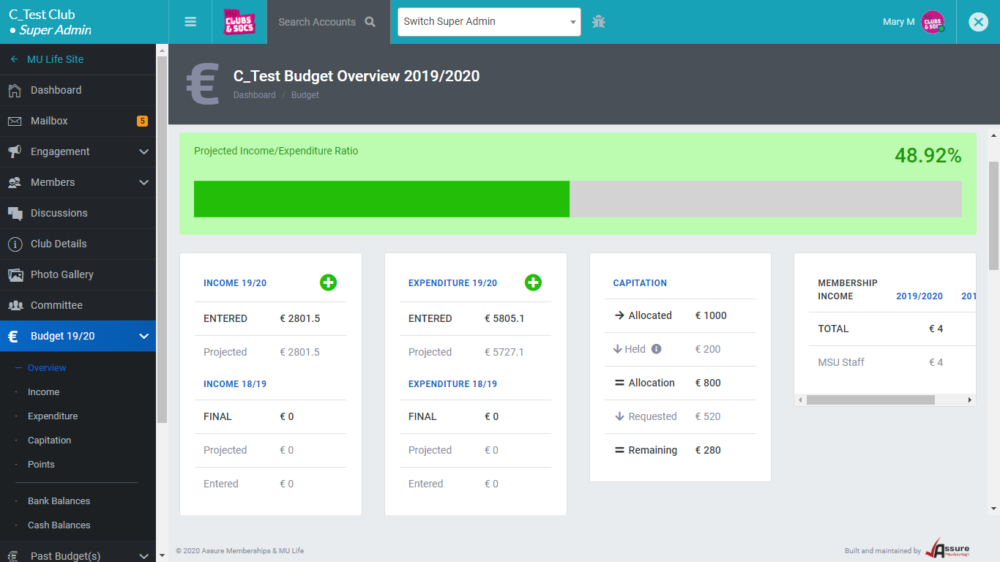 C_Test Club
• Super Admin
MU
CLUBS
& SOCS
Search Accounts
Switch Super Admin
Mary M
CLUBS
& SOCS
MU Life Site
Dashboard
Mailbox 5
Engagement
Members
Discussions
Club Details
Photo Gallery
Committee
€ Budget 19/20
Overview
Income
Expenditure
Capitation
Points
Bank Balances
Cash Balances
€ Past Budget(s)
€
C_Test Budget Overview 2019/2020
Dashboard / Budget
Projected Income/Expenditure Ratio
48.92%
INCOME 19/20
ENTERED € 2801.5
Projected € 2801.5
INCOME 18/19
FINAL € 0
Projected € 0
Entered € 0
EXPENDITURE 19/20
ENTERED € 5805.1
Projected € 5727.1
EXPENDITURE 18/19
FINAL € 0
Projected € 0
Entered € 0
CAPITATION
Allocated € 1000
Held € 200
Allocation € 800
Requested € 520
Remaining € 280
MEMBERSHIP
INCOME 2019/2020 201
TOTAL € 4
MSU Staff € 4
© 2020 Assure Memberships & MU Life
Built and maintained by
Assure
Memberships